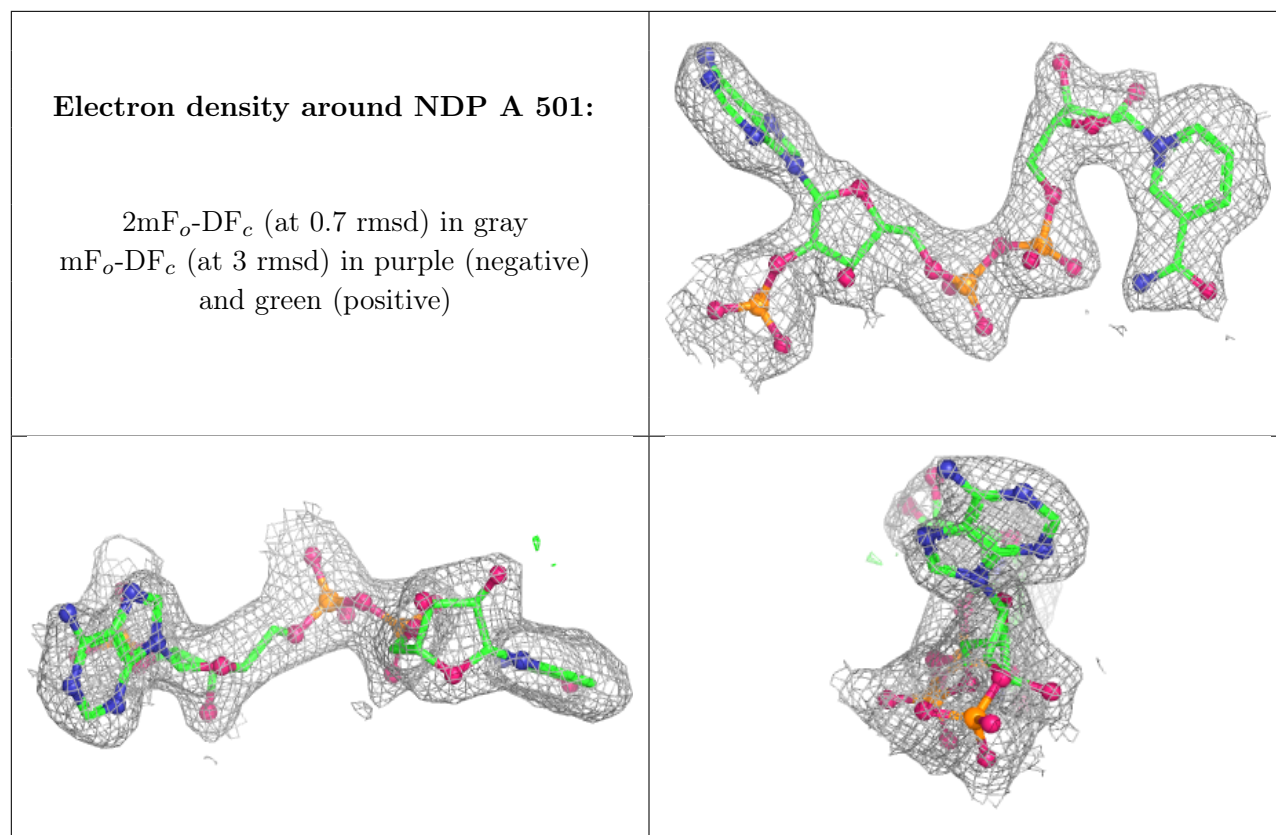 Electron density around NDP A 501:
2mFo-DFc (at 0.7 rmsd) in gray
mFo-DFc (at 3 rmsd) in purple (negative)
and green (positive)